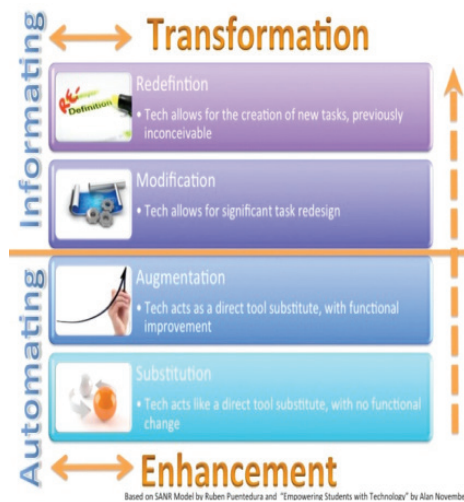 Transformation
Informating
Redefintion
• Tech allows for the creation of new tasks, previously
inconceivable
Definition
Modification
• Tech allows for significant task redesign
Automating
Augmentation
• Tech acts as a direct tool substitute, with functional
improvement
Substitution
• Tech acts like a direct tool substitute, with no functional
change
Enhancement
Based on SANR Model by Ruben Puentedura and "Empowering Students with Technology" by Alan November